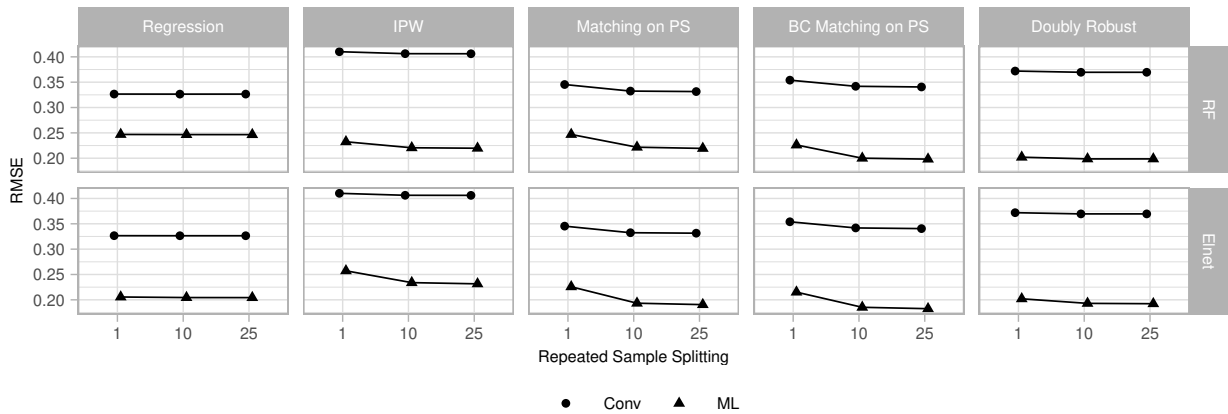 Regression IPW Matching on PS BC Matching on PS Doubly Robust
0.40
0.35
0.30
0.25
0.20
RF
RMSE
0.40
0.35
0.30
0.25
0.20
Elnet
1 10 25 1 10 25 1 10 25 1 10 25 1 10 25
Repeated Sample Splitting
Conv ML